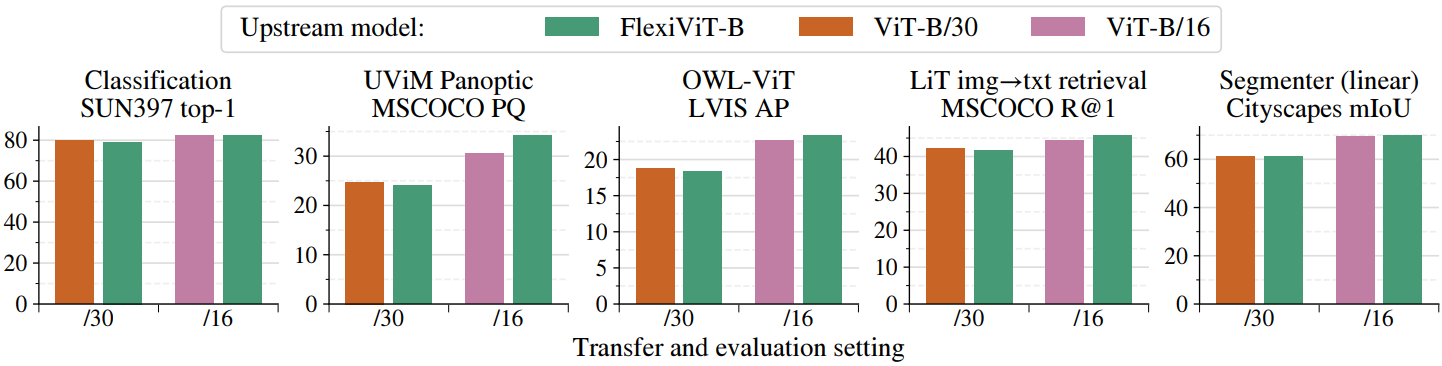 Upstream model: FlexiViT-B ViT-B/30 ViT-B/16
Classification
SUN397 top-1
80
60
40
20
0
/30 /16
UViM Panoptic
MSCOCO PQ
30
20
10
0
/30 /16
OWL-ViT
LVIS AP
20
15
10
5
0
/30 /16
LiT img→txt retrieval
MSCOCO R@1
40
30
20
10
0
/30 /16
Segmenter (linear)
Cityscapes mIoU
60
40
20
0
/30 /16
Transfer and evaluation setting